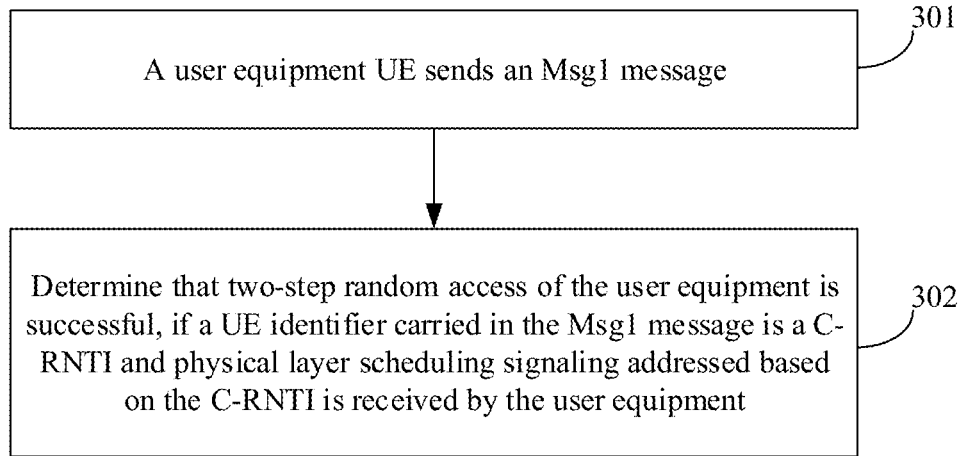 301
A user equipment UE sends an Msg1 message
Determine that two-step random access of the user equipment is
successful, if a UE identifier carried in the Msg1 message is a C-
RNTI and physical layer scheduling signaling addressed based
on the C-RNTI is received by the user equipment
302